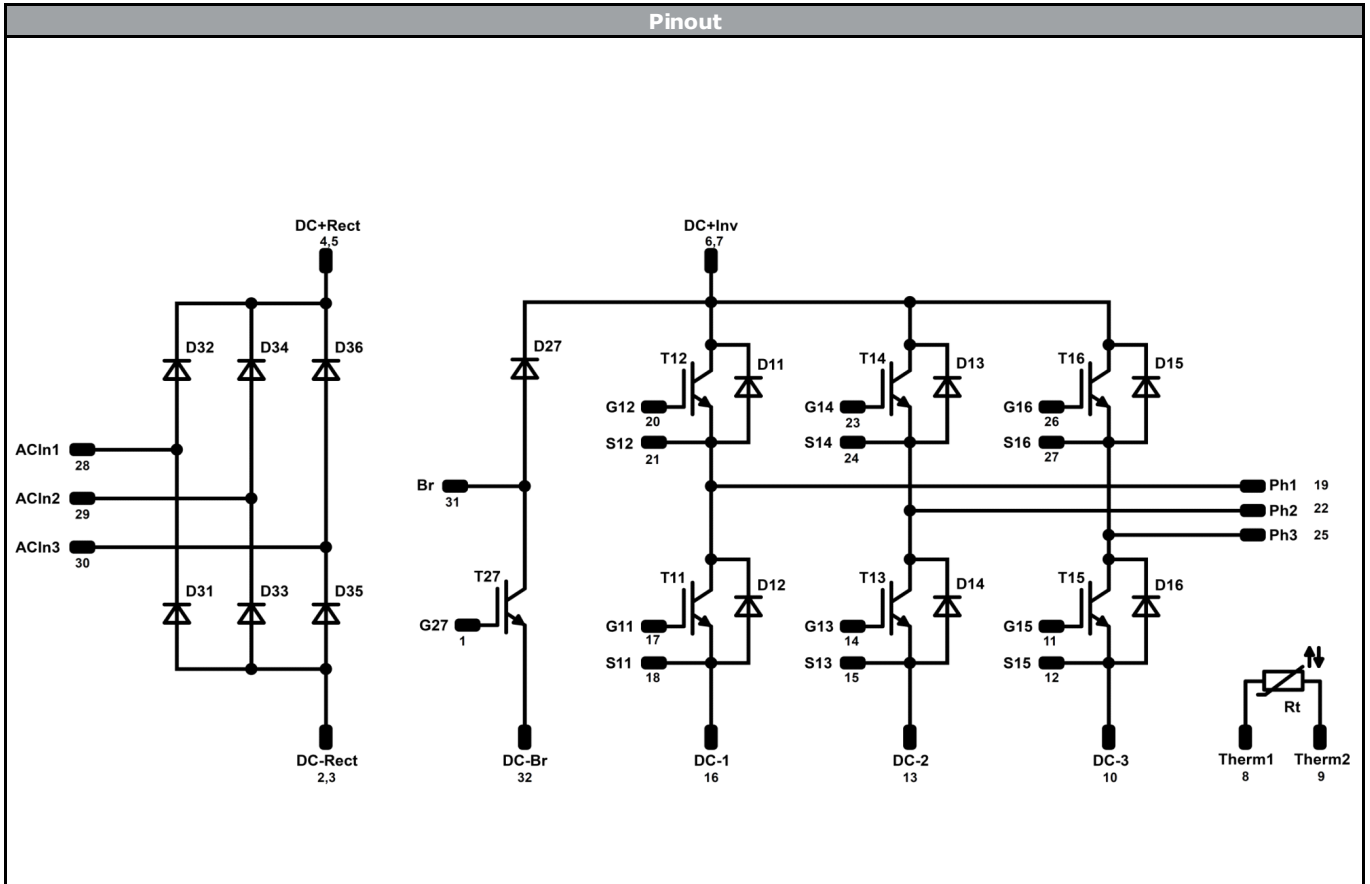 Pinout
DC+Rect
4,5
DC+Inv
6,7
D32
D34
D36
D27
T12
D11
T14
D13
T16
D15
G12
20
G14
23
G16
26
S12
21
S14
24
S16
27
ACIn1
28
ACIn2
29
ACIn3
30
Br
31
Ph1 19
Ph2 22
Ph3 25
D31
D33
D35
T27
G27
1
T11
D12
T13
D14
T15
D16
G11
17
G13
14
G15
11
S11
18
S13
15
S15
12
Rt
DC-Rect
2,3
DC-Br
32
DC-1
16
DC-2
13
DC-3
10
Therm1
8
Therm2
9